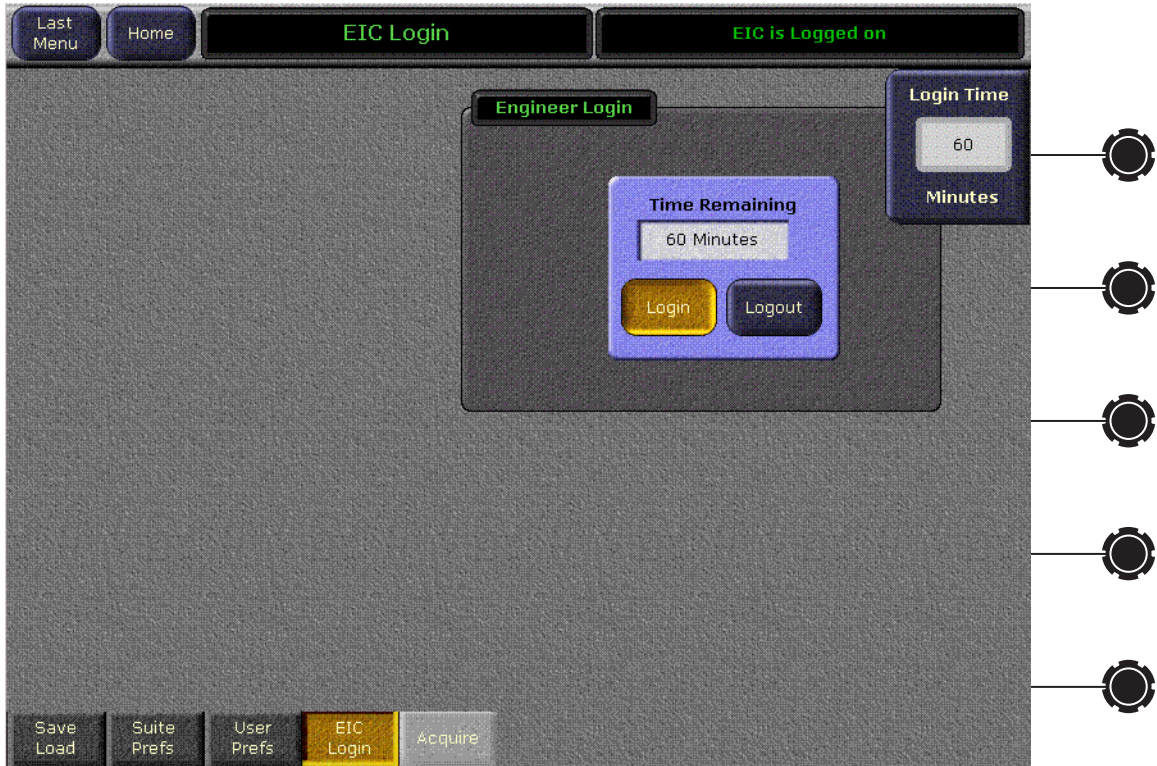 Last
Menu
Home
EIC Login
EIC is Logged on
Engineer Login
Login Time
60
Minutes
Time Remaining
60 Minutes
Login
Logout
Save
Load
Suite
Prefs
User
Prefs
EIC
Login
Acquire